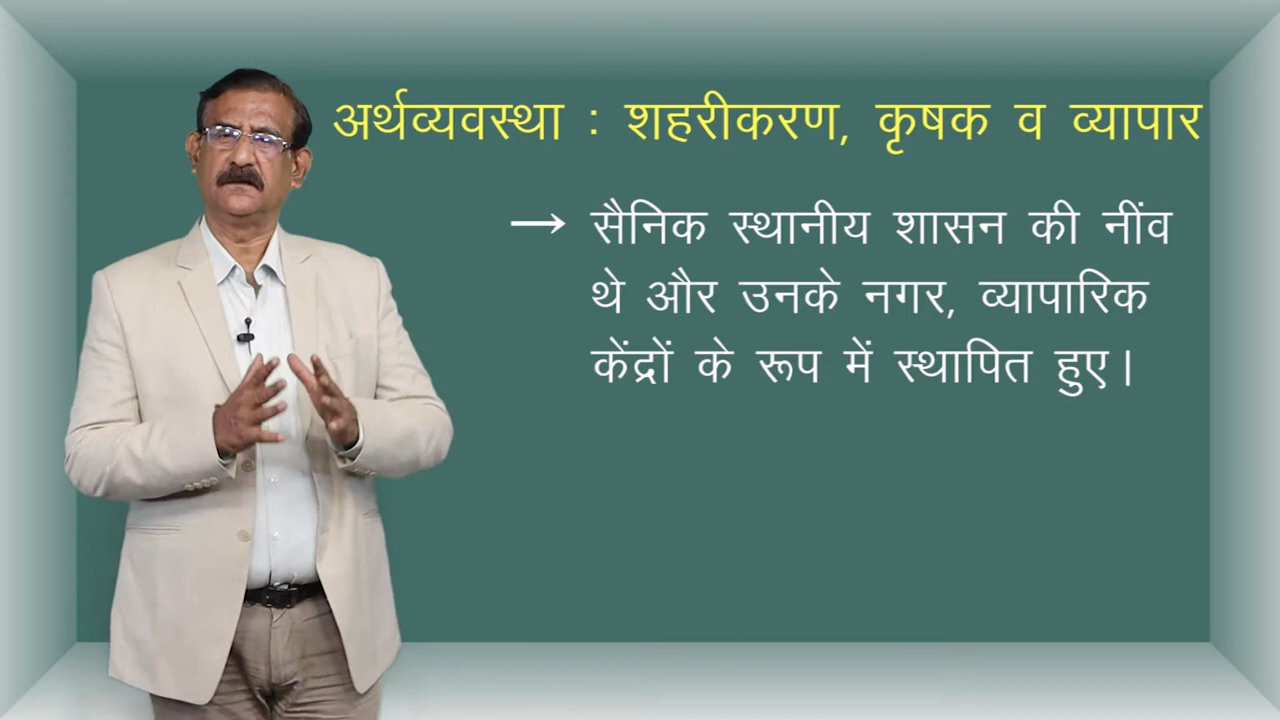 अर्थव्यवस्था : शहरीकरण, कृषक व व्यापार
→ सैनिक स्थानीय शासन की नींव
थे और उनके नगर, व्यापारिक
केंद्रों के रूप में स्थापित हुए।